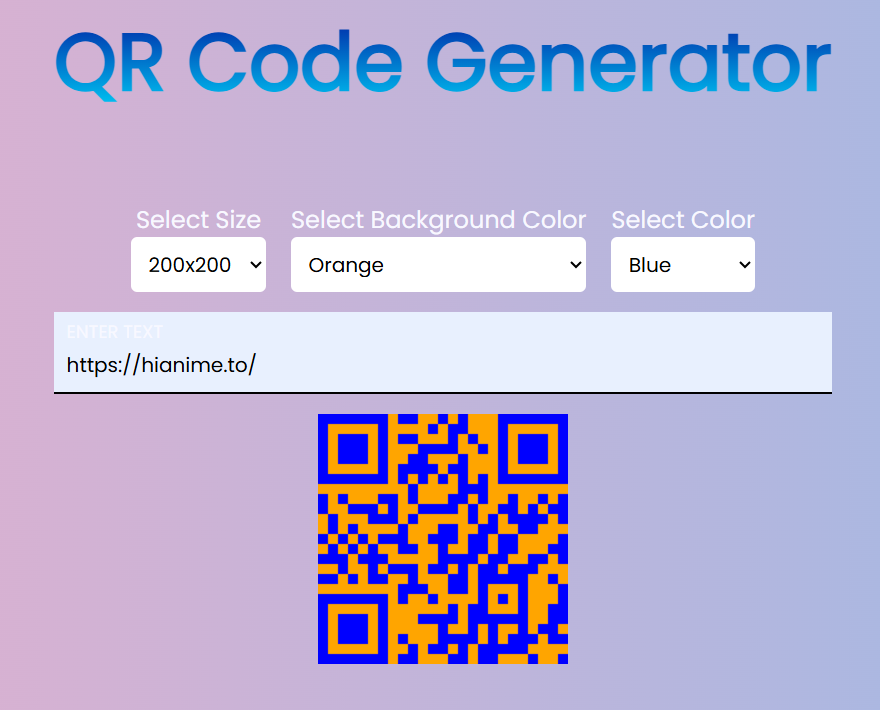 QR Code Generator
Select Size Select Background Color Select Color
200x200 Orange Blue
ENTER TEXT
https://hianime.to/